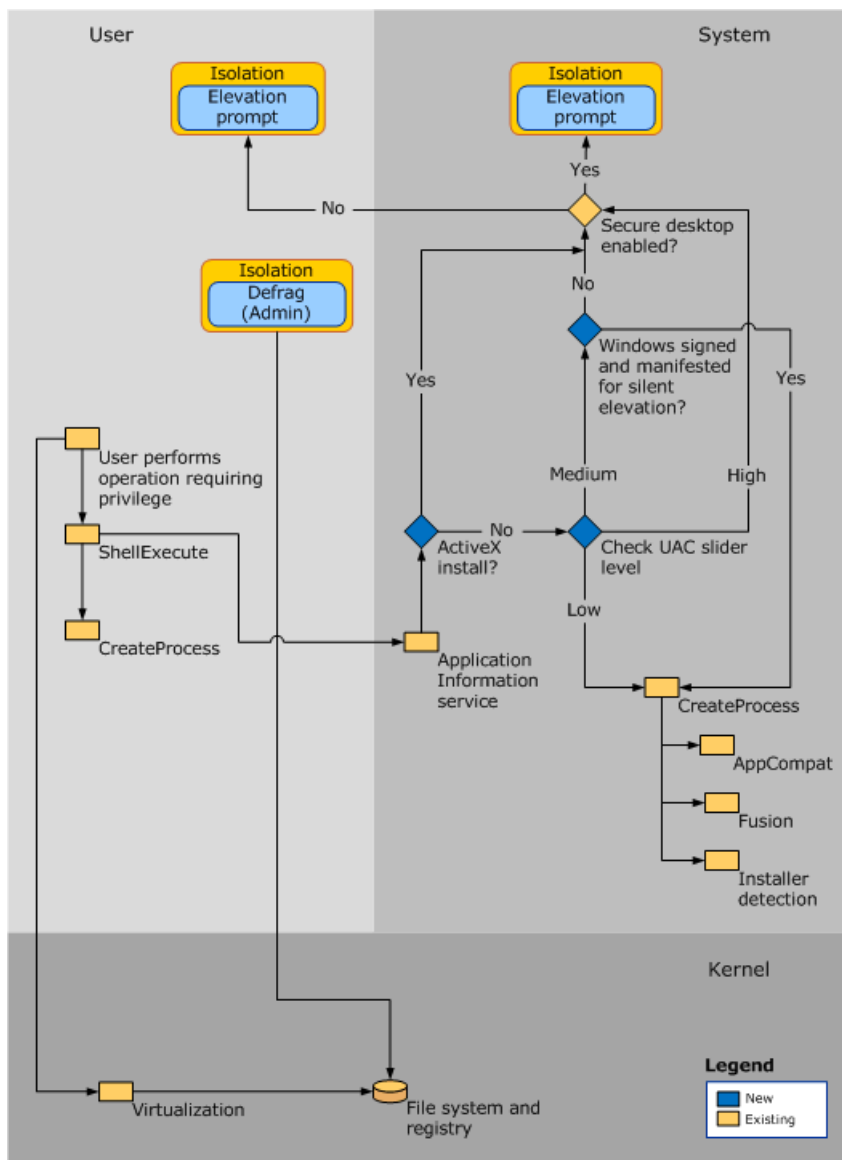 User
System
Isolation
Elevation
prompt
Isolation
Elevation
prompt
Yes
No
Secure desktop
enabled?
Isolation
Defrag
(Admin)
No
Windows signed
and manifested
for silent
elevation?
Yes
Yes
User performs
operation requiring
privilege
Medium
High
ShellExecute
ActiveX
install?
No
Check UAC slider
level
Low
CreateProcess
Application
Information
service
CreateProcess
AppCompat
Fusion
Installer
detection
Kernel
Virtualization
File system and
registry
Legend
New
Existing